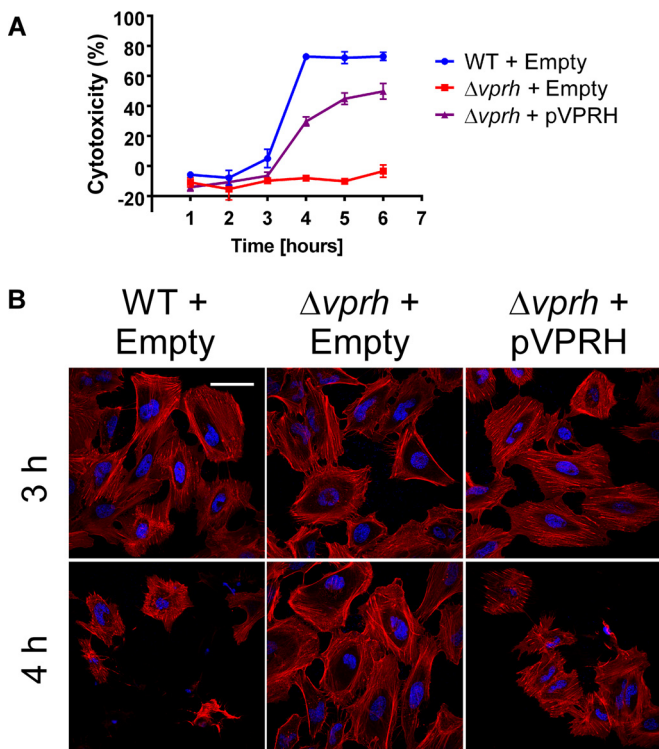 A
Cytotoxicity (%)
100
80
60
40
20
0
-20
1 2 3 4 5 6 7
Time [hours]
WT + Empty
Δvprh + Empty
Δvprh + pVPRH
B
WT +
Empty
Δvprh +
Empty
Δvprh +
pVPRH
3 h
4 h